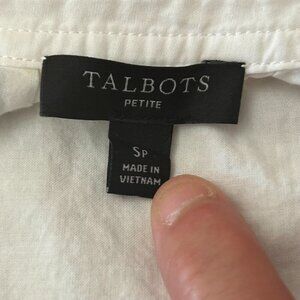 TALBOTS
PETITE
SP
MADE IN
VIETNAM